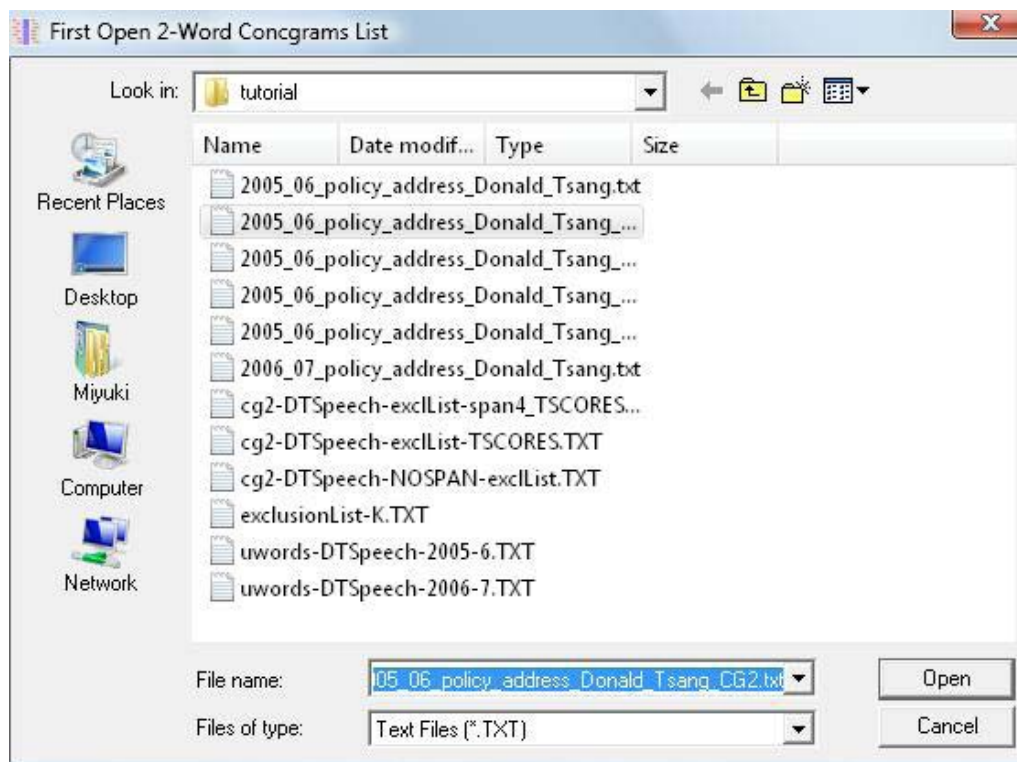 First Open 2-Word Concgrams List
Look in: tutorial
Name Date modif... Type Size
2005_06_policy_address_Donald_Tsang.txt
2005_06_policy_address_Donald_Tsang_...
2005_06_policy_address_Donald_Tsang_...
2005_06_policy_address_Donald_Tsang_...
2005_06_policy_address_Donald_Tsang_...
2006_07_policy_address_Donald_Tsang.txt
cg2-DTSpeech-exclList-span4_TSCORES...
cg2-DTSpeech-exclList-TSCORES.TXT
cg2-DTSpeech-NOSPAN-exclList.TXT
exclusionList-K.TXT
uwords-DTSpeech-2005-6.TXT
uwords-DTSpeech-2006-7.TXT
Recent Places
Desktop
Miyuki
Computer
Network
File name: 05_06_policy_address_Donald_Tsang_CG2.txt Open
Files of type: Text Files (*.TXT) Cancel